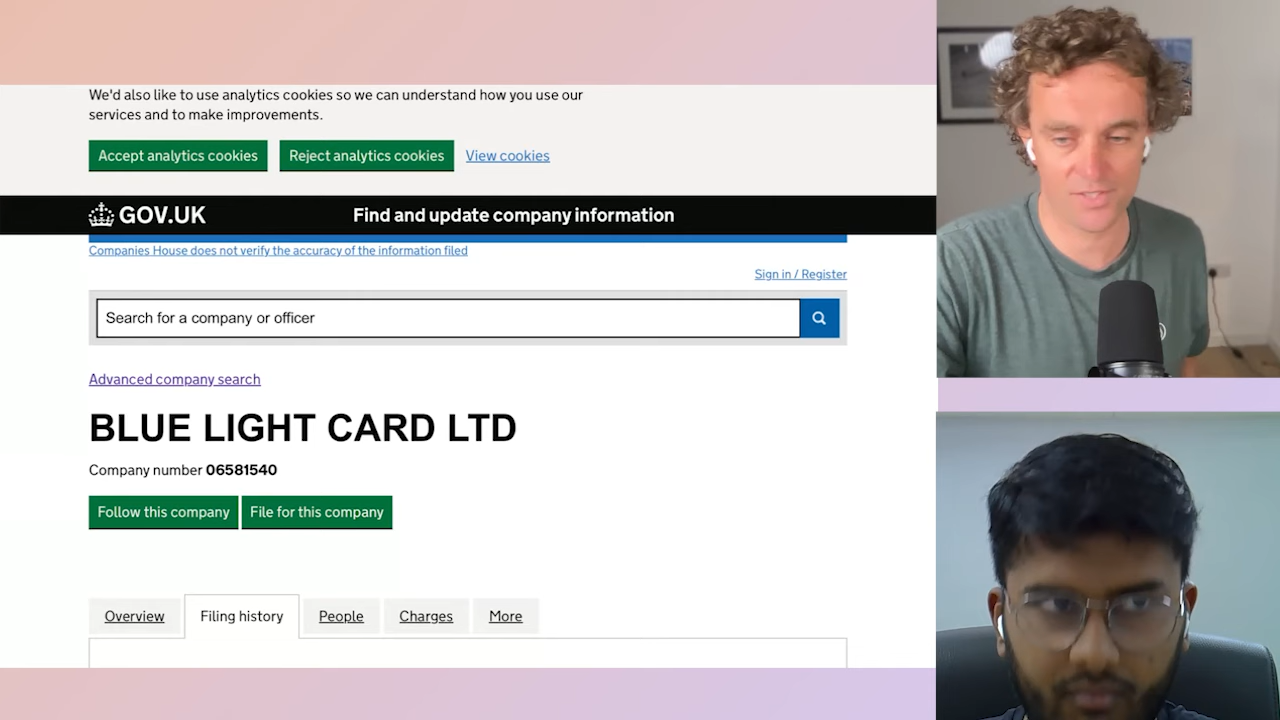 We'd also like to use analytics cookies so we can understand how you use our
services and to make improvements.
Accept analytics cookies Reject analytics cookies View cookies
GOV.UK Find and update company information
Companies House does not verify the accuracy of the information filed
Sign in / Register
Search for a company or officer
Advanced company search
BLUE LIGHT CARD LTD
Company number 06581540
Follow this company File for this company
Overview Filing history People Charges More